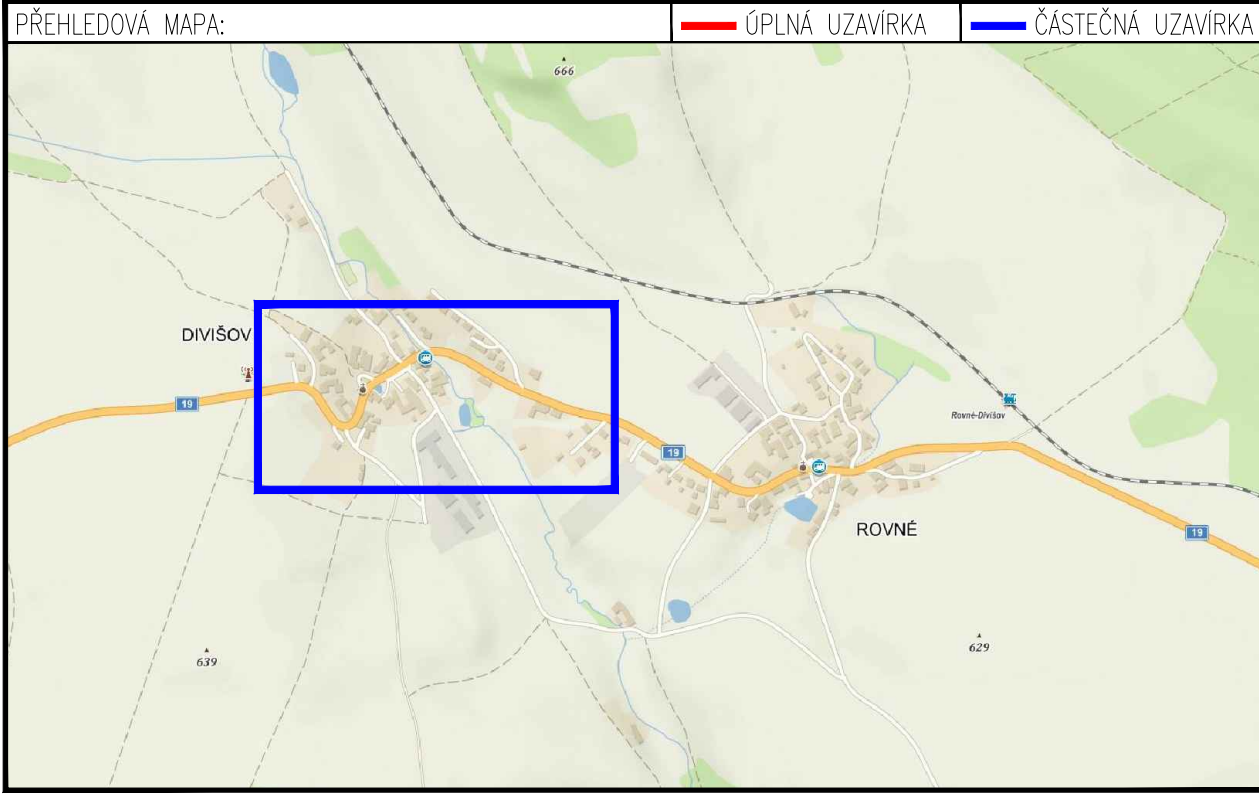 PŘEHLEDOVÁ MAPA: ÚPLNÁ UZAVÍRKA ČÁSTEČNÁ UZAVÍRKA
666
DIVIŠOV
19
Rovné-Divišov
19
ROVNÉ
19
639
629